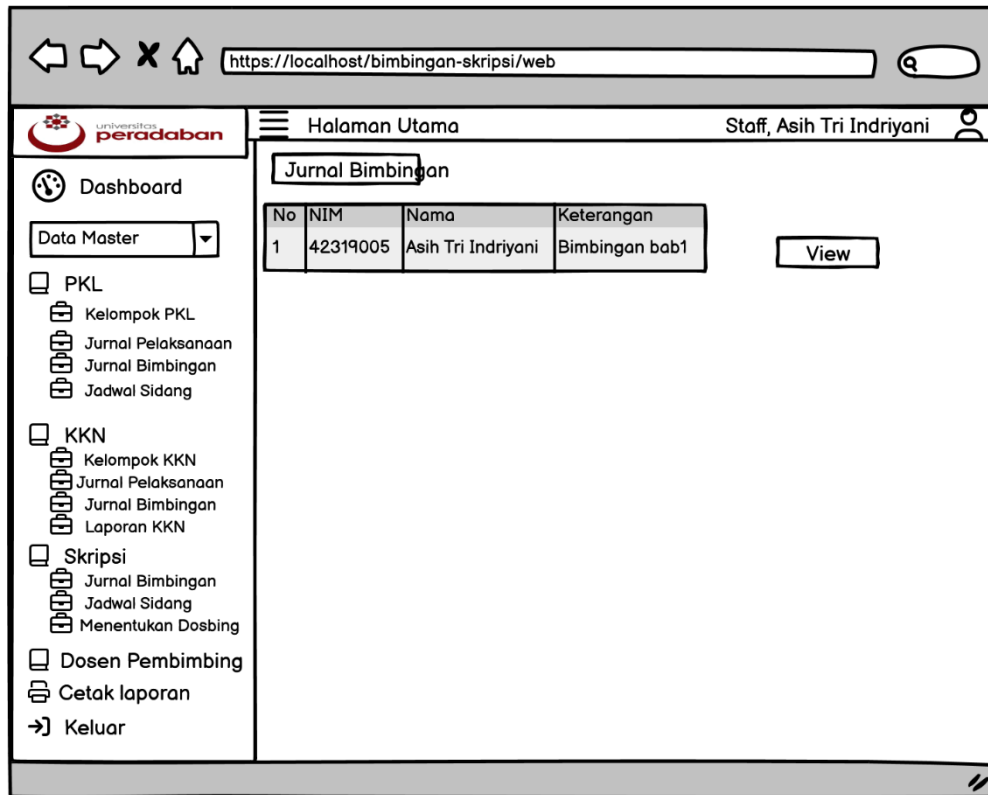 https://localhost/bimbingan-skripsi/web
universitas
peradaban
Halaman Utama
Staff, Asih Tri Indriyani
Dashboard
Data Master
PKL
Kelompok PKL
Jurnal Pelaksanaan
Jurnal Bimbingan
Jadwal Sidang
KKN
Kelompok KKN
Jurnal Pelaksanaan
Jurnal Bimbingan
Laporan KKN
Skripsi
Jurnal Bimbingan
Jadwal Sidang
Menentukan Dosbing
Dosen Pembimbing
Cetak laporan
Keluar
Jurnal Bimbingan
No NIM Nama Keterangan
1 42319005 Asih Tri Indriyani Bimbingan bab1
View